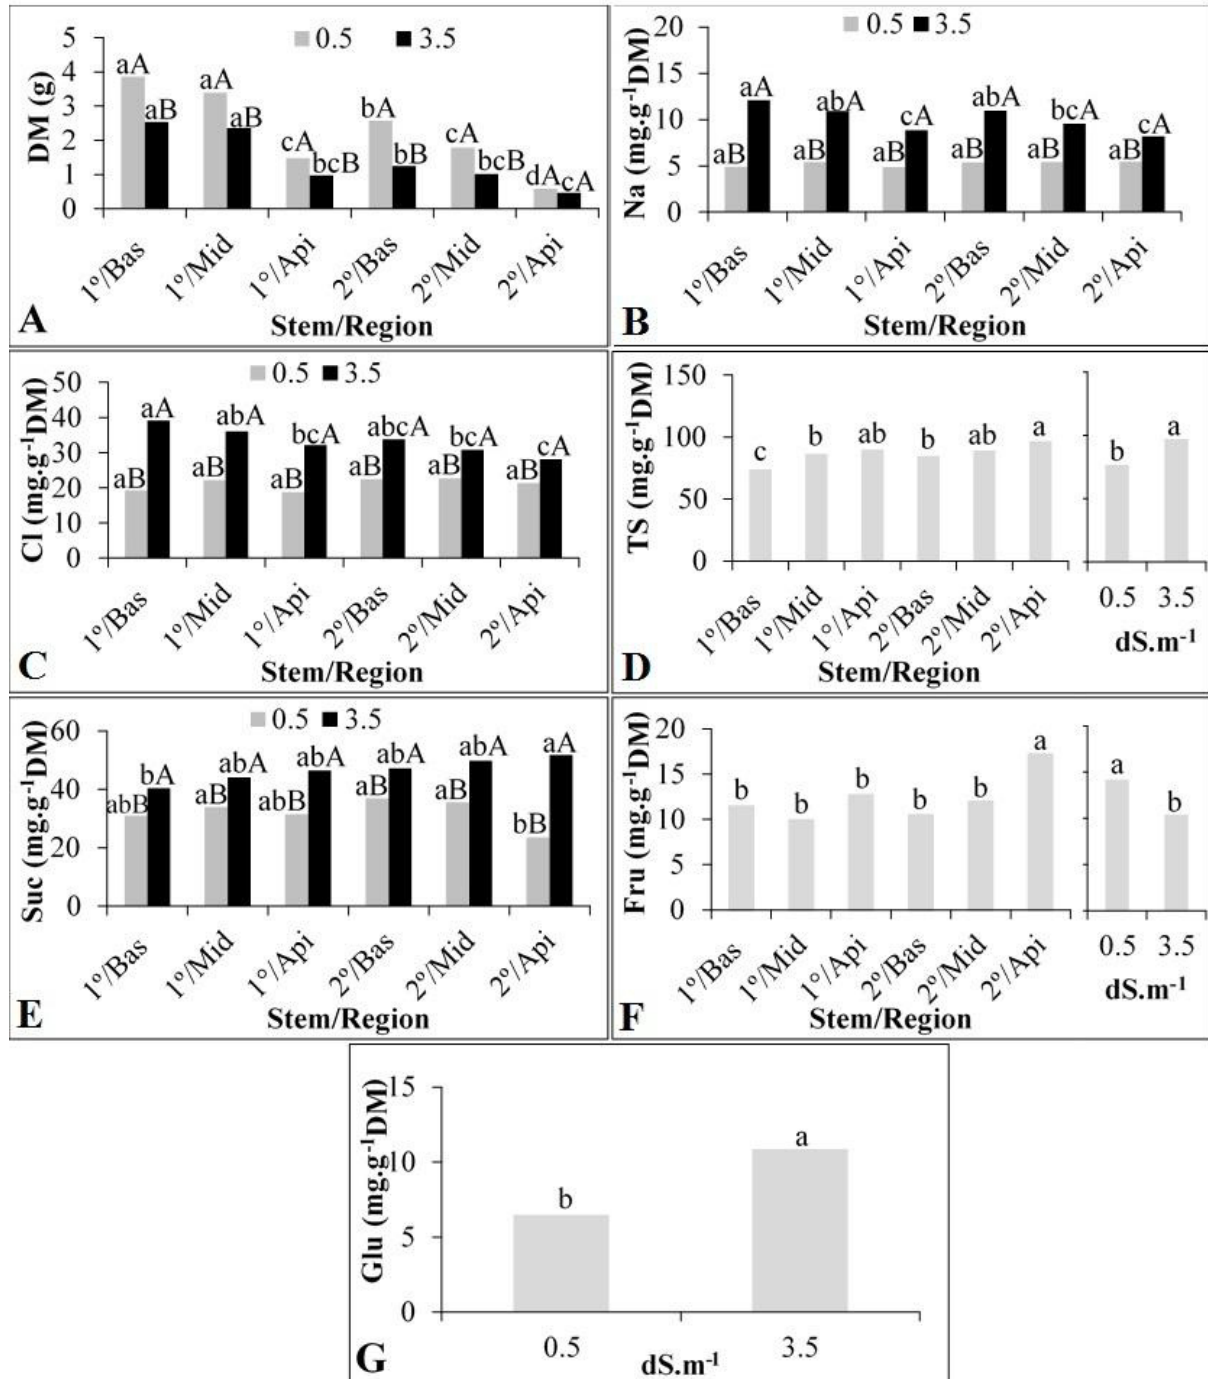 0.5 3.5
DM (g)
5
4
3
2
1
0
aA aB aA aB cA bcB bA bB cA bcB dA cA
1º/Bas 1º/Mid 1°/Api 2º/Bas 2º/Mid 2º/Api
Stem/Region
A
0.5 3.5
Na (mg.g-¹DM)
20
15
10
5
0
aB aA aB abA aB cA aB abA aB bcA aB cA
1º/Bas 1º/Mid 1°/Api 2º/Bas 2º/Mid 2º/Api
Stem/Region
B
0.5 3.5
Cl (mg.g-¹DM)
50
40
30
20
10
0
aB aA aB abA aB bcA aB abcA aB bcA aB cA
1º/Bas 1º/Mid 1°/Api 2º/Bas 2º/Mid 2º/Api
Stem/Region
C
TS (mg.g-¹DM)
150
100
50
0
c b ab b ab a
b a
1º/Bas 1º/Mid 1°/Api 2º/Bas 2º/Mid 2º/Api
0.5 3.5
Stem/Region
dS.m-¹
D
0.5 3.5
Suc (mg.g-¹DM)
60
40
20
0
abB bA aB abA abB abA aB abA aB abA bB aA
1º/Bas 1º/Mid 1°/Api 2º/Bas 2º/Mid 2º/Api
Stem/Region
E
Fru (mg.g-¹DM)
20
15
10
5
0
b b b b b a
a b
1º/Bas 1º/Mid 1°/Api 2º/Bas 2º/Mid 2º/Api
0.5 3.5
Stem/Region
dS.m-¹
F
Glu (mg.g-¹DM)
15
10
5
0
b a
0.5 3.5
dS.m-¹
G